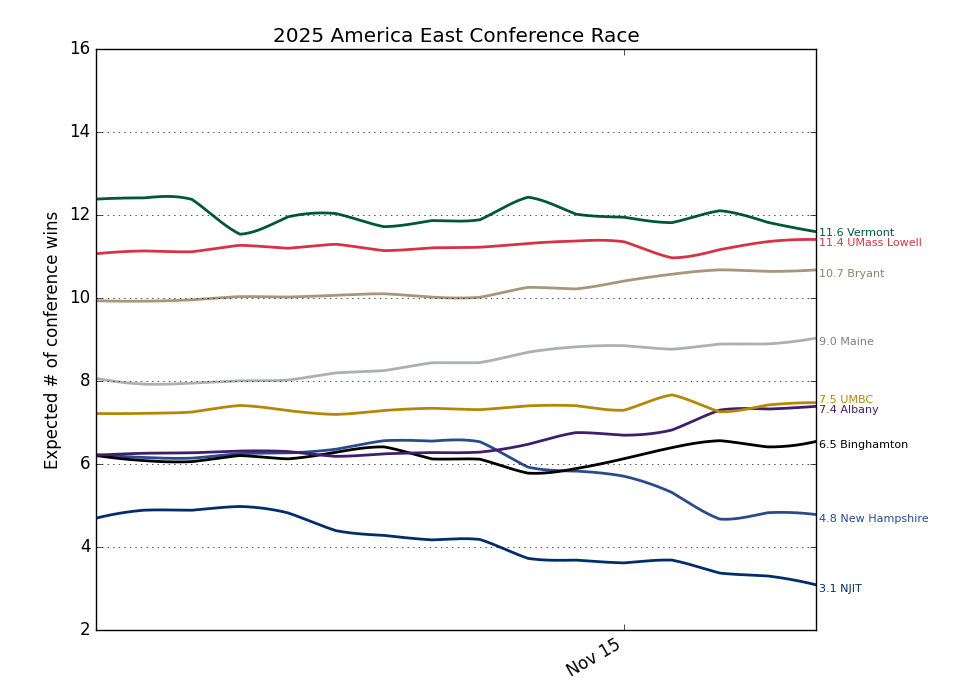 2025 America East Conference Race
Expected # of conference wins
16
14
12
10
8
6
4
2
11.6 Vermont
11.4 UMass Lowell
10.7 Bryant
9.0 Maine
7.5 UMBC
7.4 Albany
6.5 Binghamton
4.8 New Hampshire
3.1 NJIT
Nov 15